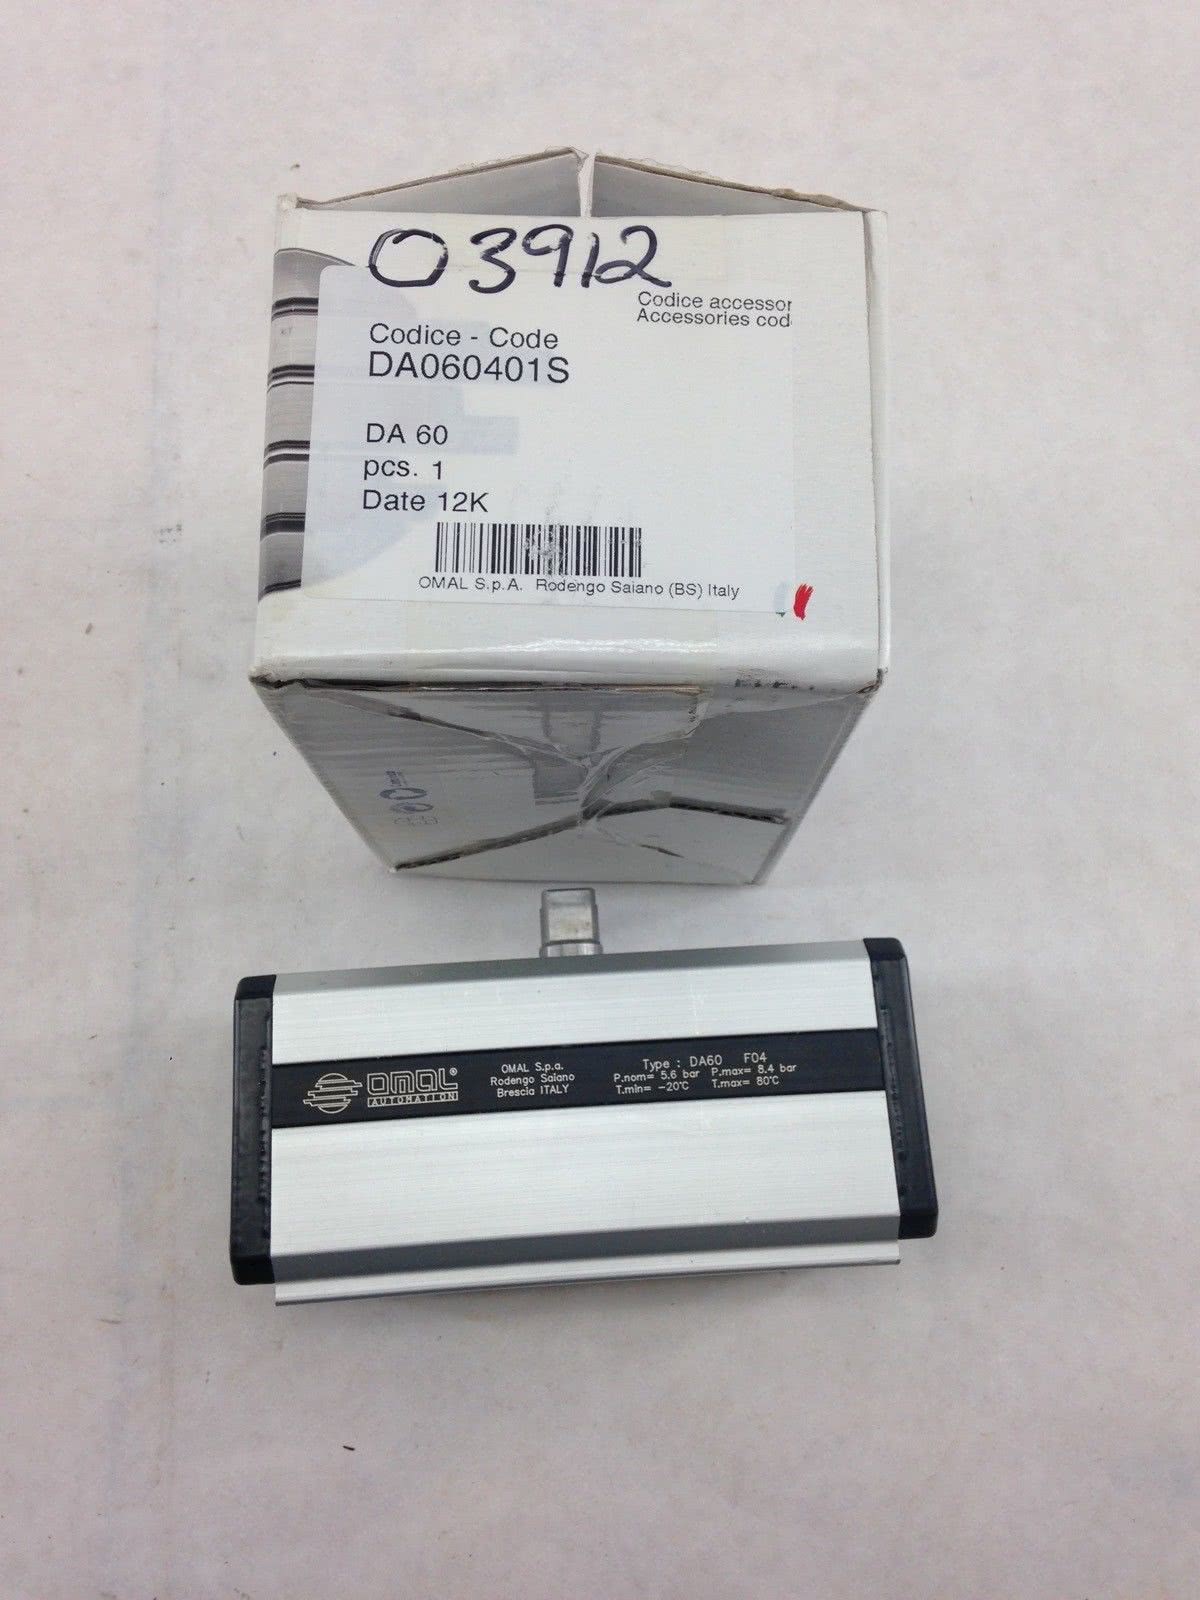 03912
Codice accessor
Accessories cod
Codice - Code
DA060401S
DA 60
pcs. 1
Date 12K
OMAL S.p.A. Rodengo Saiano (BS) Italy
OMAL®
AUTOMATION
OMAL S.p.a.
Rodengo Saiano
Brescia ITALY
Type : DA60 F04
P.nom= 5.6 bar P.max= 8.4 bar
T.min= -20°C T.max= 80°C